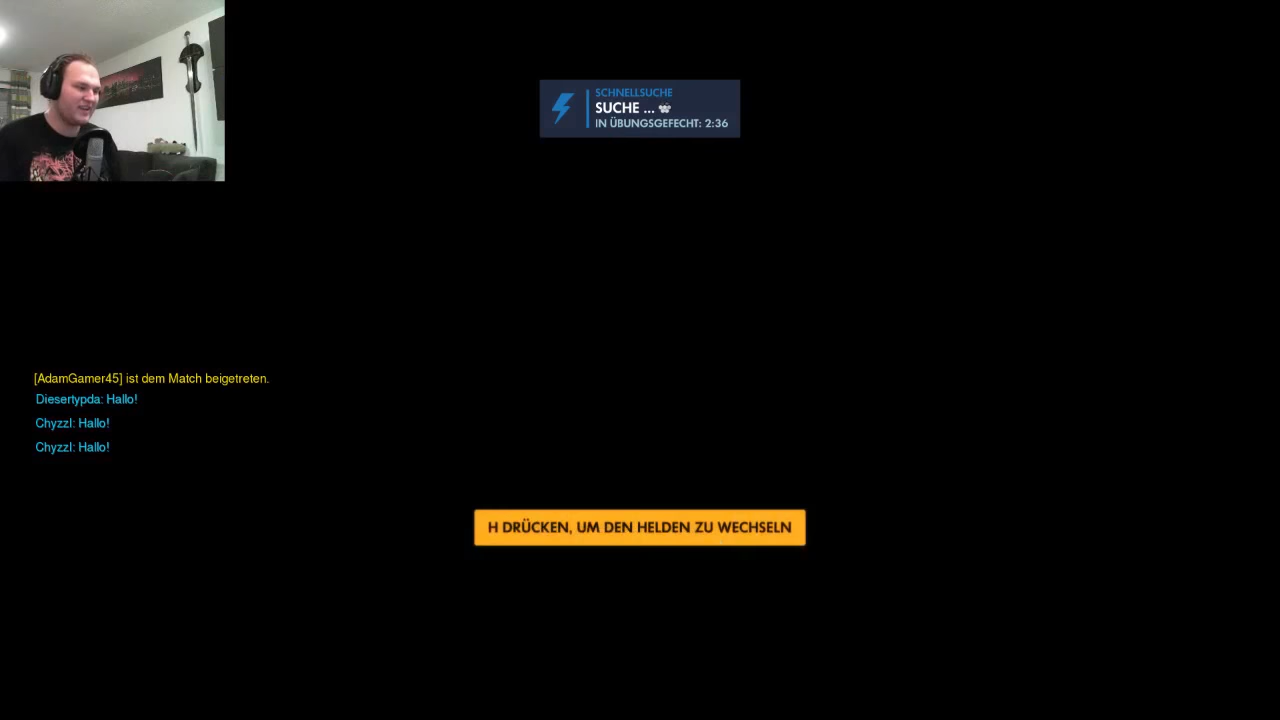 SCHNELLSUCHE
SUCHE ...
IN ÜBUNGSGEFECHT: 2:36
[AdamGamer45] ist dem Match beigetreten.
Diesertypda: Hallo!
Chyzzl: Hallo!
Chyzzl: Hallo!
H DRÜCKEN, UM DEN HELDEN ZU WECHSELN